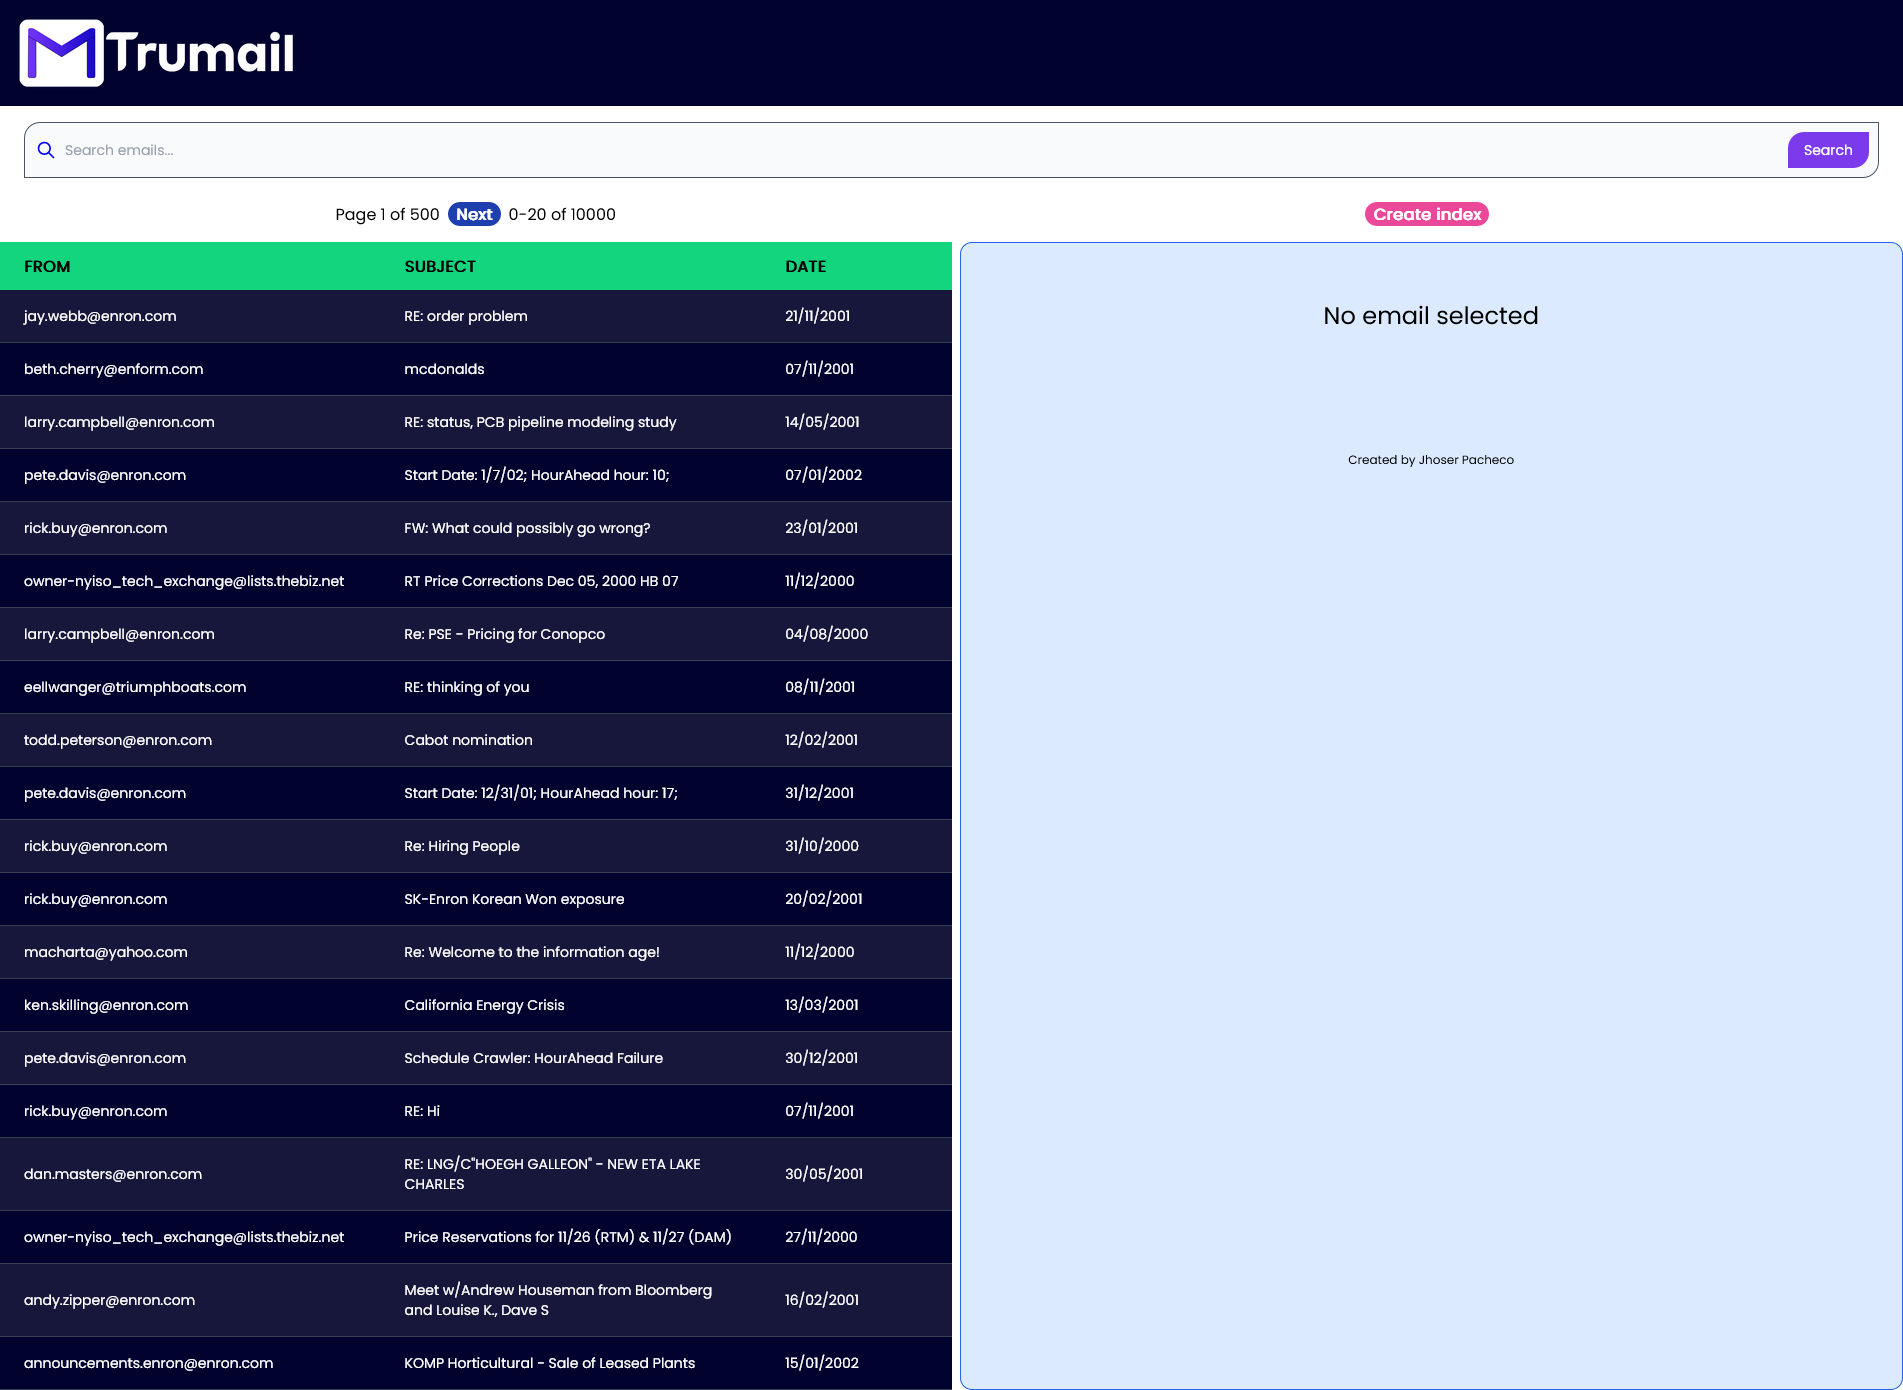 Trumail
Search emails...
Search
Page 1 of 500 Next 0-20 of 10000
Create index
FROM SUBJECT DATE
jay.webb@enron.com RE: order problem 21/11/2001
beth.cherry@enform.com mcdonalds 07/11/2001
larry.campbell@enron.com RE: status, PCB pipeline modeling study 14/05/2001
pete.davis@enron.com Start Date: 1/7/02; HourAhead hour: 10; 07/01/2002
rick.buy@enron.com FW: What could possibly go wrong? 23/01/2001
owner-nyiso_tech_exchange@lists.thebiz.net RT Price Corrections Dec 05, 2000 HB 07 11/12/2000
larry.campbell@enron.com Re: PSE - Pricing for Conopco 04/08/2000
eellwanger@triumphboats.com RE: thinking of you 08/11/2001
todd.peterson@enron.com Cabot nomination 12/02/2001
pete.davis@enron.com Start Date: 12/31/01; HourAhead hour: 17; 31/12/2001
rick.buy@enron.com Re: Hiring People 31/10/2000
rick.buy@enron.com SK-Enron Korean Won exposure 20/02/2001
macharta@yahoo.com Re: Welcome to the information age! 11/12/2000
ken.skilling@enron.com California Energy Crisis 13/03/2001
pete.davis@enron.com Schedule Crawler: HourAhead Failure 30/12/2001
rick.buy@enron.com RE: Hi 07/11/2001
dan.masters@enron.com RE: LNG/C"HOEGH GALLEON" - NEW ETA LAKE
CHARLES 30/05/2001
owner-nyiso_tech_exchange@lists.thebiz.net Price Reservations for 11/26 (RTM) & 11/27 (DAM) 27/11/2000
andy.zipper@enron.com Meet w/Andrew Houseman from Bloomberg
and Louise K., Dave S 16/02/2001
announcements.enron@enron.com KOMP Horticultural - Sale of Leased Plants 15/01/2002
No email selected
Created by Jhoser Pacheco